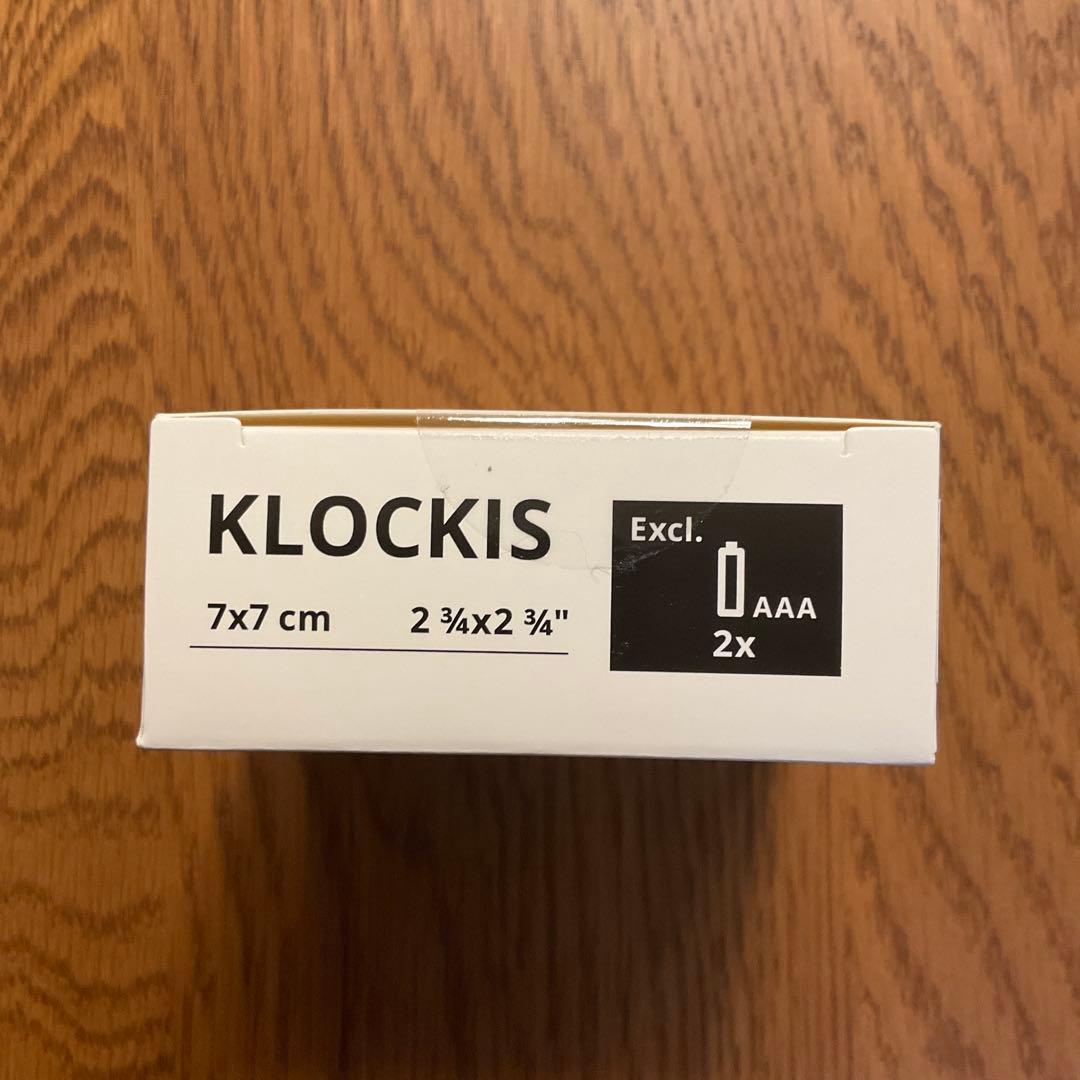 KLOCKIS
7x7 cm 2 ¾x2 ¾"
Excl.
AAA
2x